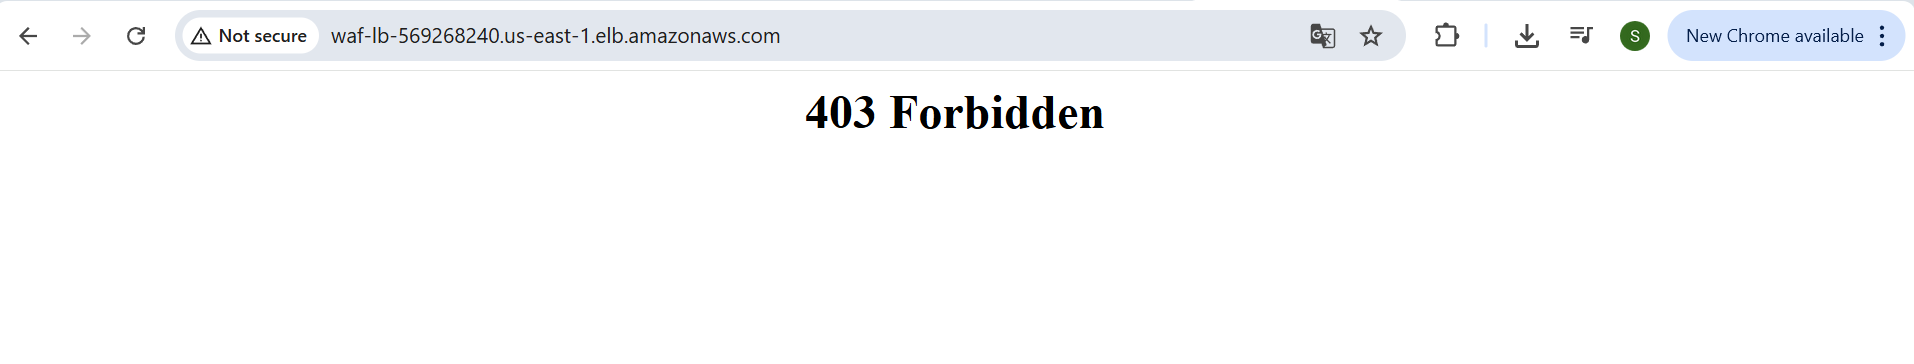 Not secure waf-lb-569268240.us-east-1.elb.amazonaws.com S New Chrome available
403 Forbidden